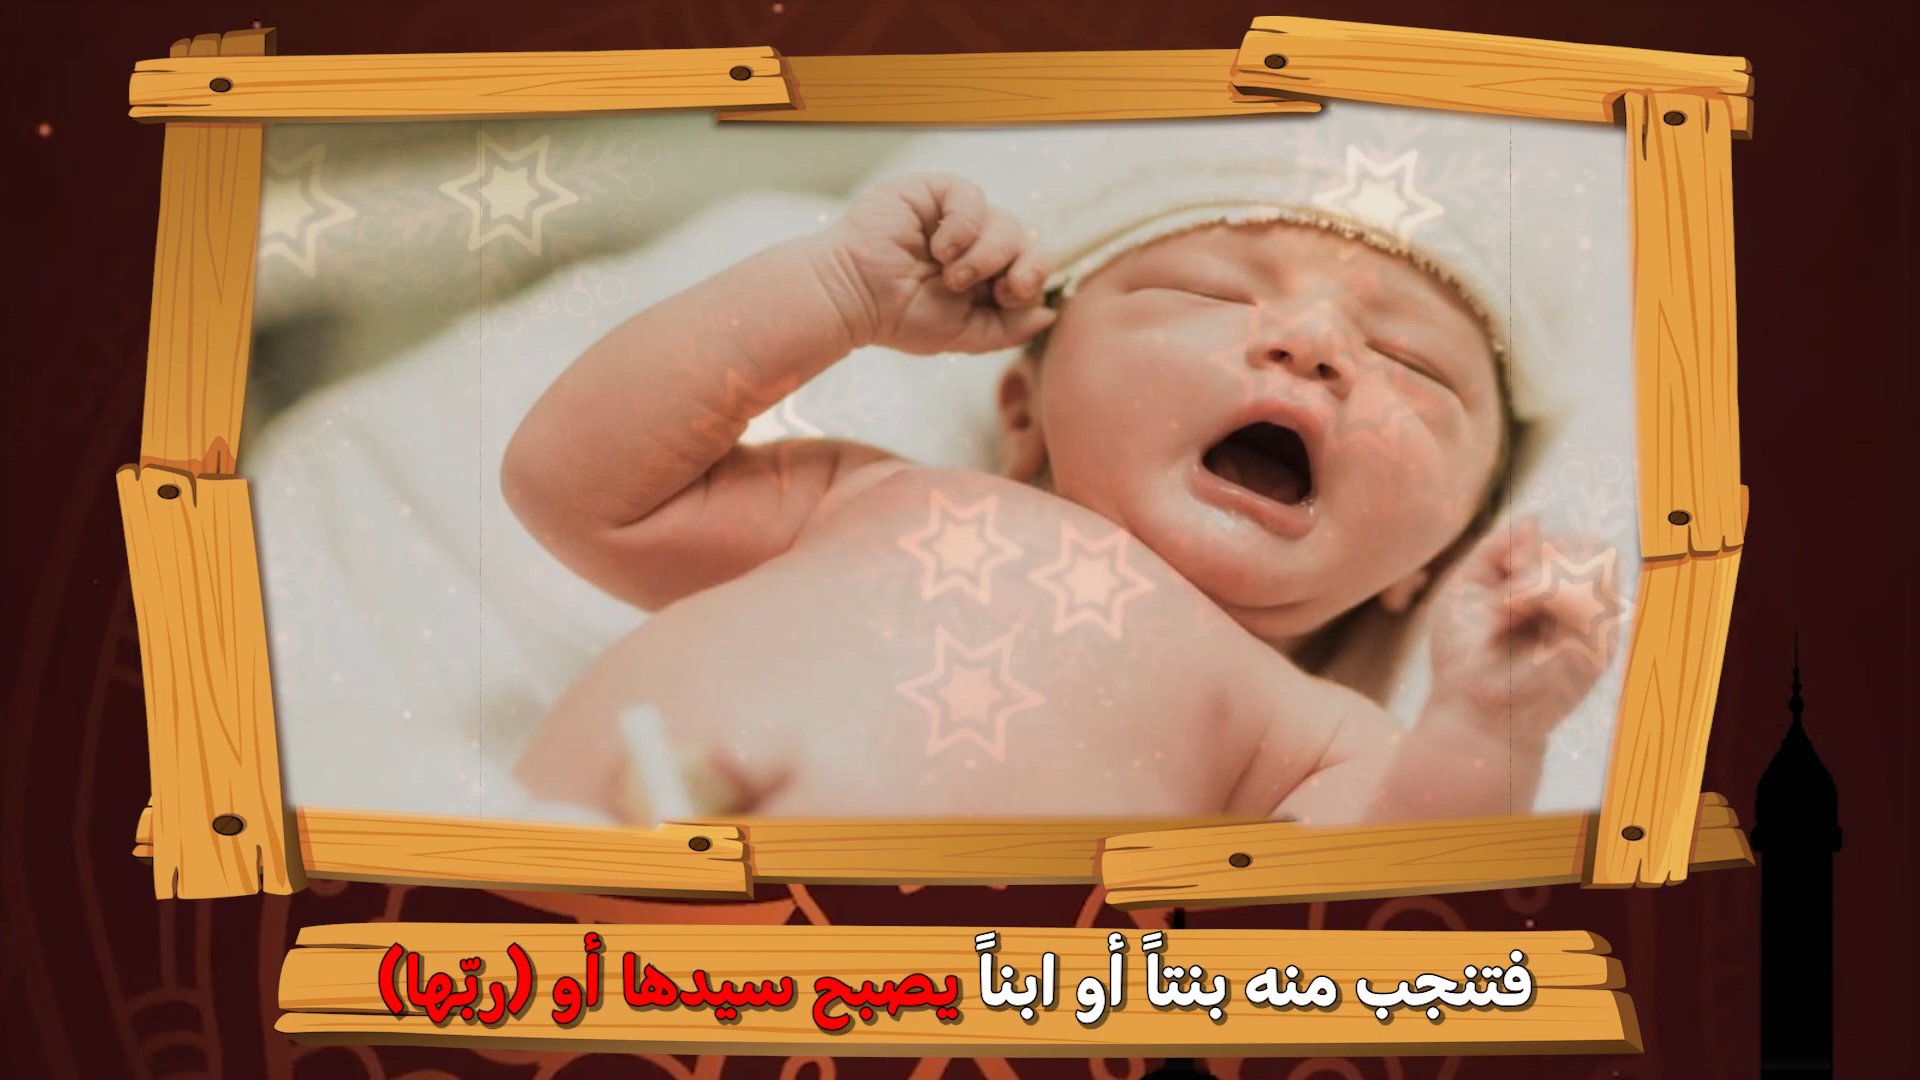 فتنجب منه بنتاً أو ابناً يصبح سيدها أو (ربّها)